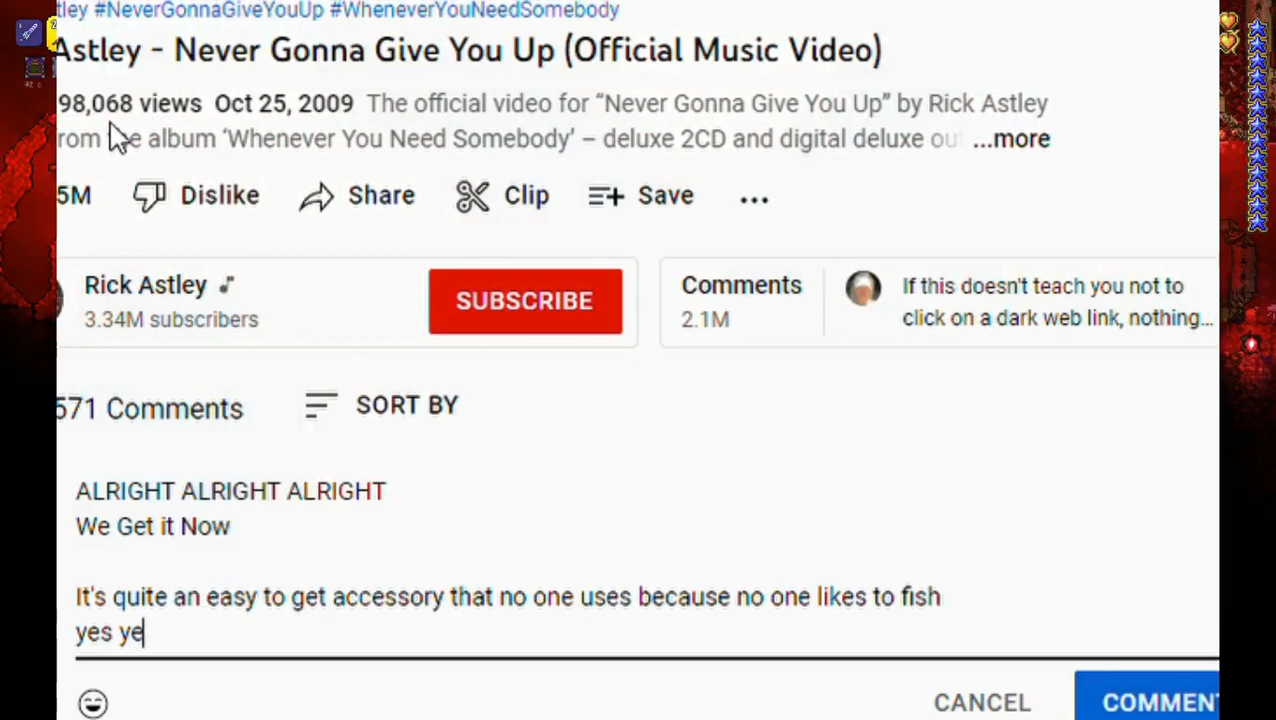 tley #NeverGonnaGiveYouUp #WheneverYouNeedSomebody
Astley - Never Gonna Give You Up (Official Music Video)
98,068 views Oct 25, 2009 The official video for “Never Gonna Give You Up” by Rick Astley
rom the album ‘Whenever You Need Somebody’ – deluxe 2CD and digital deluxe ou ...more
5M Dislike Share Clip Save ...
Rick Astley
3.34M subscribers
SUBSCRIBE
Comments
2.1M
If this doesn't teach you not to
click on a dark web link, nothing...
571 Comments SORT BY
ALRIGHT ALRIGHT ALRIGHT
We Get it Now
It's quite an easy to get accessory that no one uses because no one likes to fish
yes ye
CANCEL COMMENT